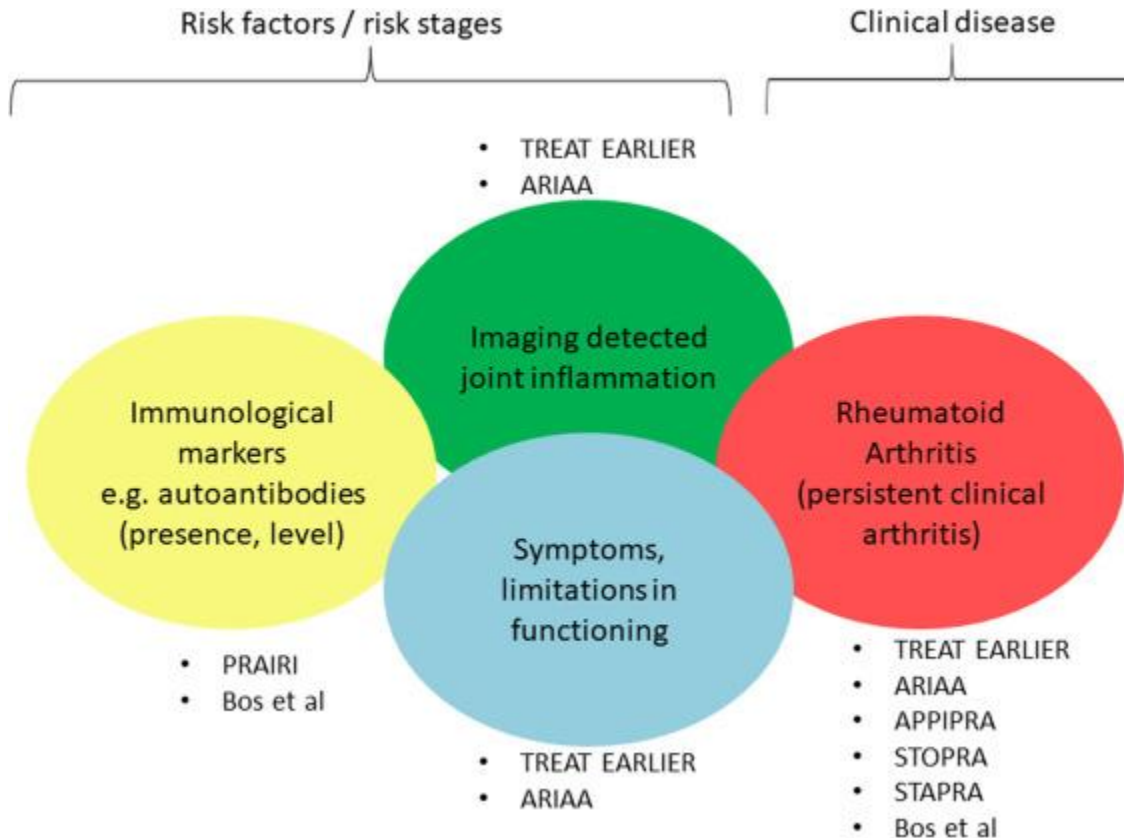 Risk factors / risk stages
Clinical disease
• TREAT EARLIER
• ARIAA
Imaging detected
joint inflammation
Immunological
markers
e.g. autoantibodies
(presence, level)
Rheumatoid
Arthritis
(persistent clinical
arthritis)
Symptoms,
limitations in
functioning
• PRAIRI
• Bos et al
• TREAT EARLIER
• ARIAA
• TREAT EARLIER
• ARIAA
• APPIPRA
• STOPRA
• STAPRA
• Bos et al